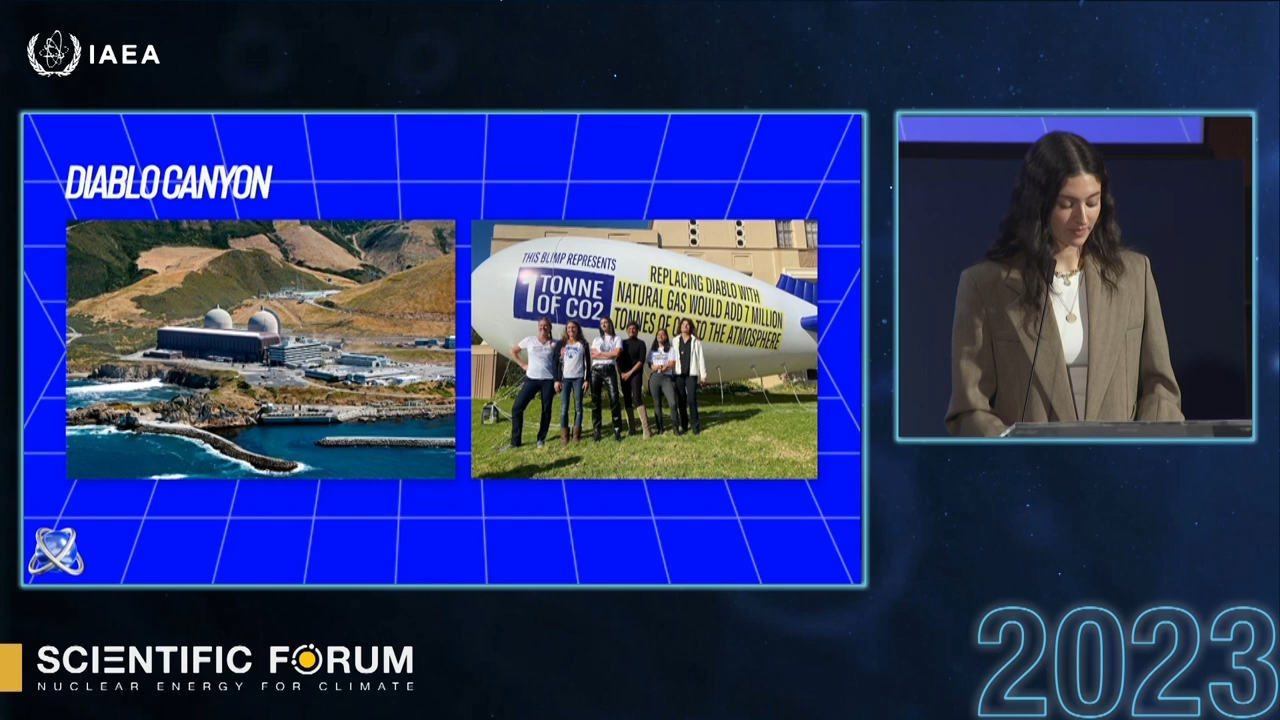 IAEA
DIABLO CANYON
THIS BLIMP REPRESENTS
1 TONNE
OF CO2
REPLACING DIABLO WITH
NATURAL GAS WOULD ADD 7 MILLION
TONNES OF CO2 TO THE ATMOSPHERE
SCIENTIFIC FORUM
NUCLEAR ENERGY FOR CLIMATE
2023